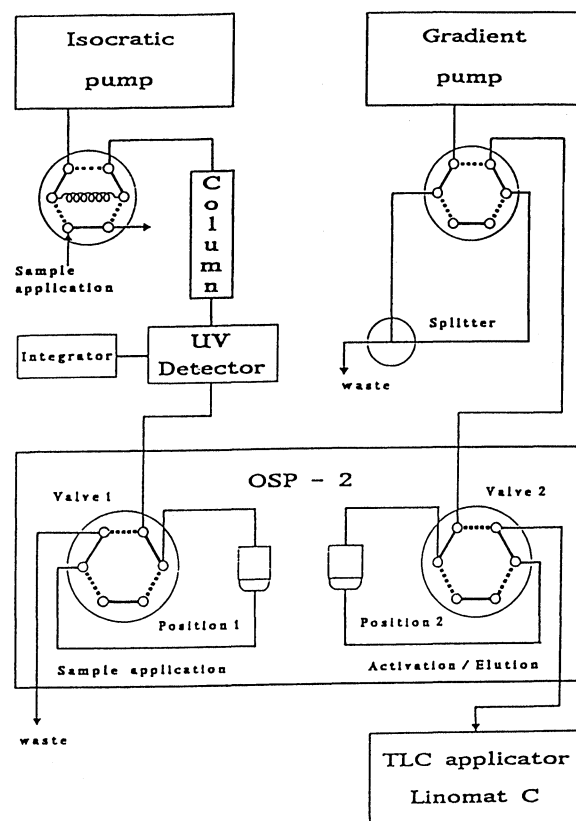 Isocratic
pump
Gradient
pump
Column
Sample
application
Splitter
Integrator
UV
Detector
waste
OSP - 2
Valve 1
Valve 2
Position 1
Position 2
Sample application
Activation / Elution
waste
TLC applicator
Linomat C